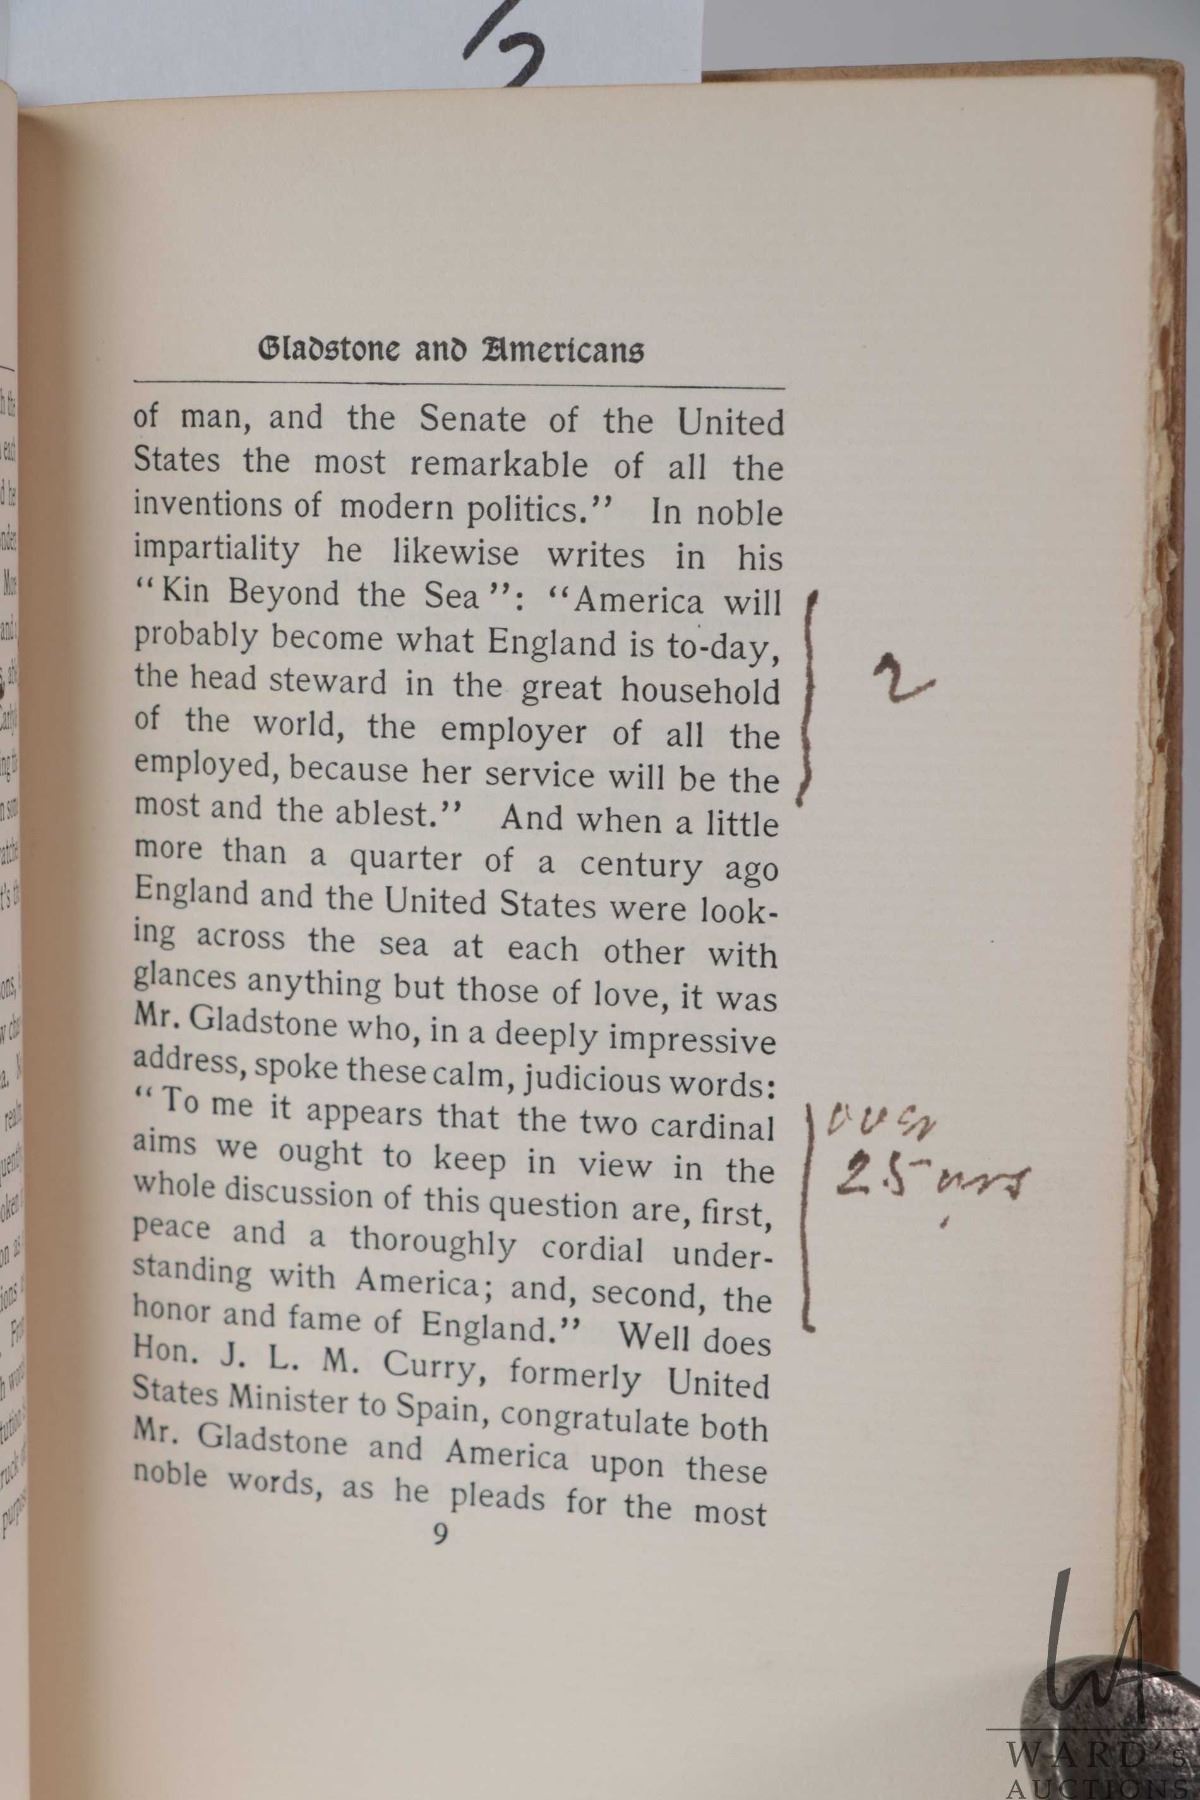 Gladstone and Americans
of man, and the Senate of the United
States the most remarkable of all the
inventions of modern politics.” In noble
impartiality he likewise writes in his
“Kin Beyond the Sea”: “America will
probably become what England is to-day,
the head steward in the great household
of the world, the employer of all the
employed, because her service will be the
most and the ablest.” And when a little
more than a quarter of a century ago
England and the United States were look-
ing across the sea at each other with
glances anything but those of love, it was
Mr. Gladstone who, in a deeply impressive
address, spoke these calm, judicious words:
“To me it appears that the two cardinal
aims we ought to keep in view in the
whole discussion of this question are, first,
peace and a thoroughly cordial under-
standing with America; and, second, the
honor and fame of England.” Well does
Hon. J. L. M. Curry, formerly United
States Minister to Spain, congratulate both
Mr. Gladstone and America upon these
noble words, as he pleads for the most
9
2
over
25 yrs
WARD's
AUCTIONS